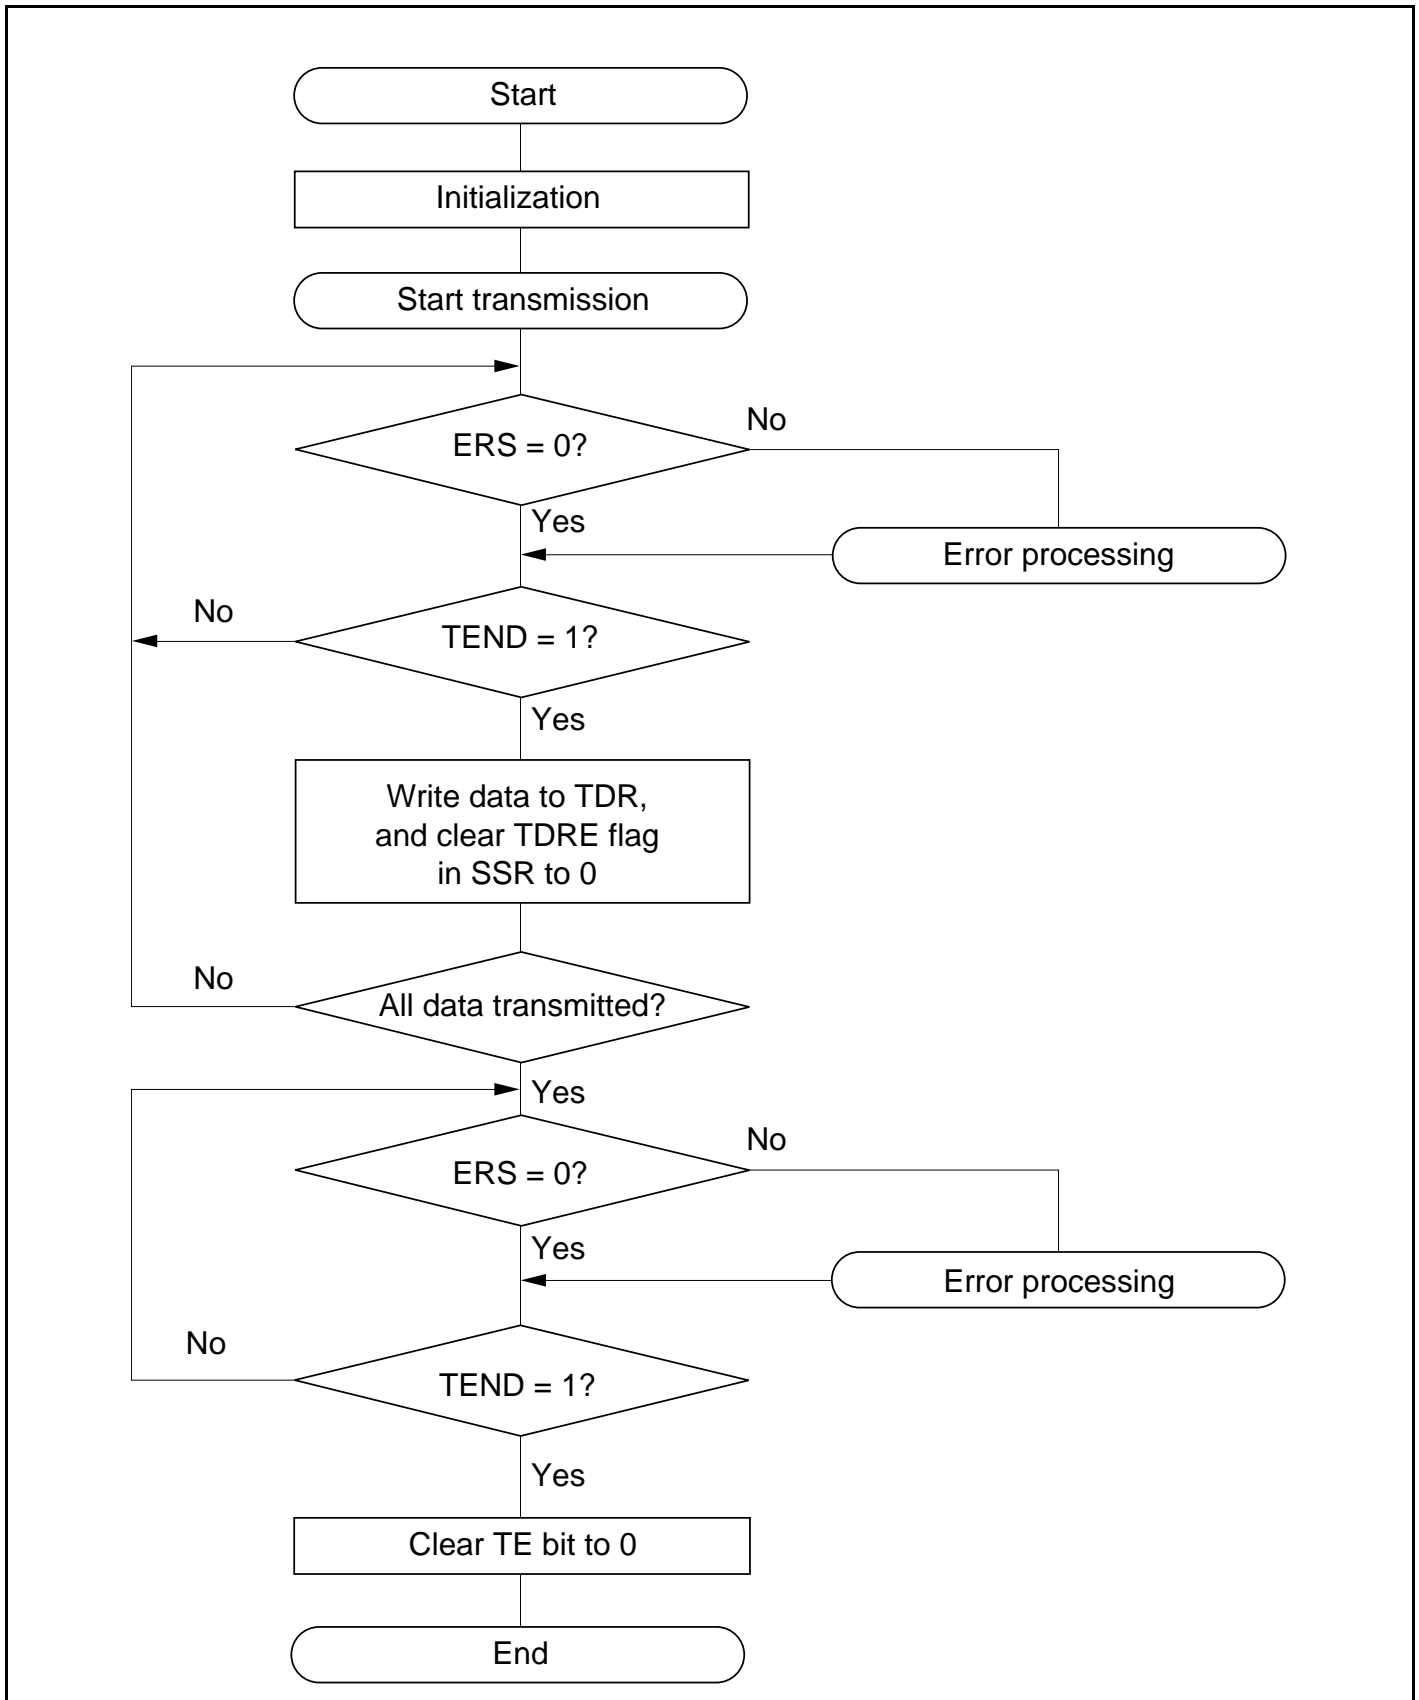 Start
Initialization
Start transmission
ERS = 0?
No
Yes
Error processing
No
TEND = 1?
Yes
Write data to TDR,
and clear TDRE flag
in SSR to 0
No
All data transmitted?
Yes
ERS = 0?
No
Yes
Error processing
No
TEND = 1?
Yes
Clear TE bit to 0
End